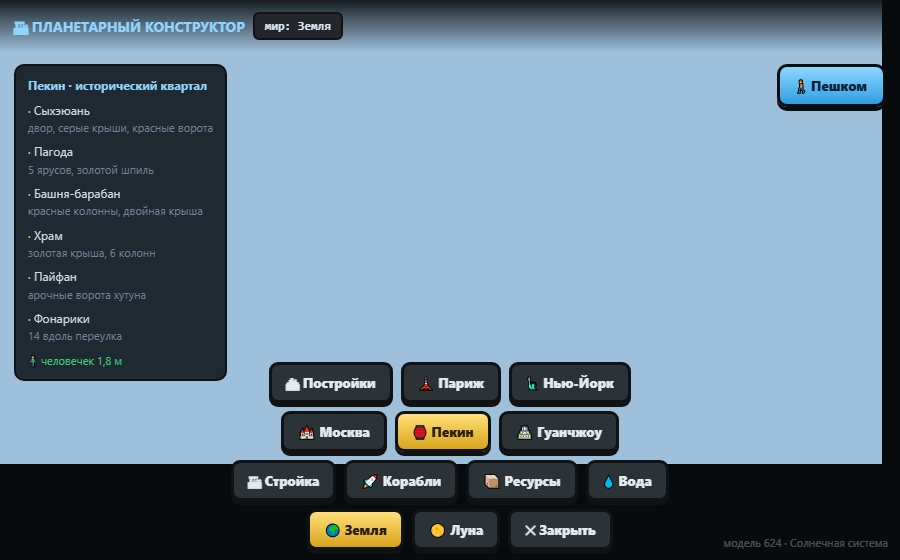 ПЛАНЕТАРНЫЙ КОНСТРУКТОР
мир: Земля
Пекин · исторический квартал
· Сыхэюань
двор, серые крыши, красные ворота
· Пагода
5 ярусов, золотой шпиль
· Башня-барабан
красные колонны, двойная крыша
· Храм
золотая крыша, 6 колонн
· Пайфан
арочные ворота хутуна
· Фонарики
14 вдоль переулка
человечек 1,8 м
Пешком
Постройки
Париж
Нью-Йорк
Москва
Пекин
Гуанчжоу
Стройка
Корабли
Ресурсы
Вода
Земля
Луна
Закрыть
модель 624 · Солнечная система